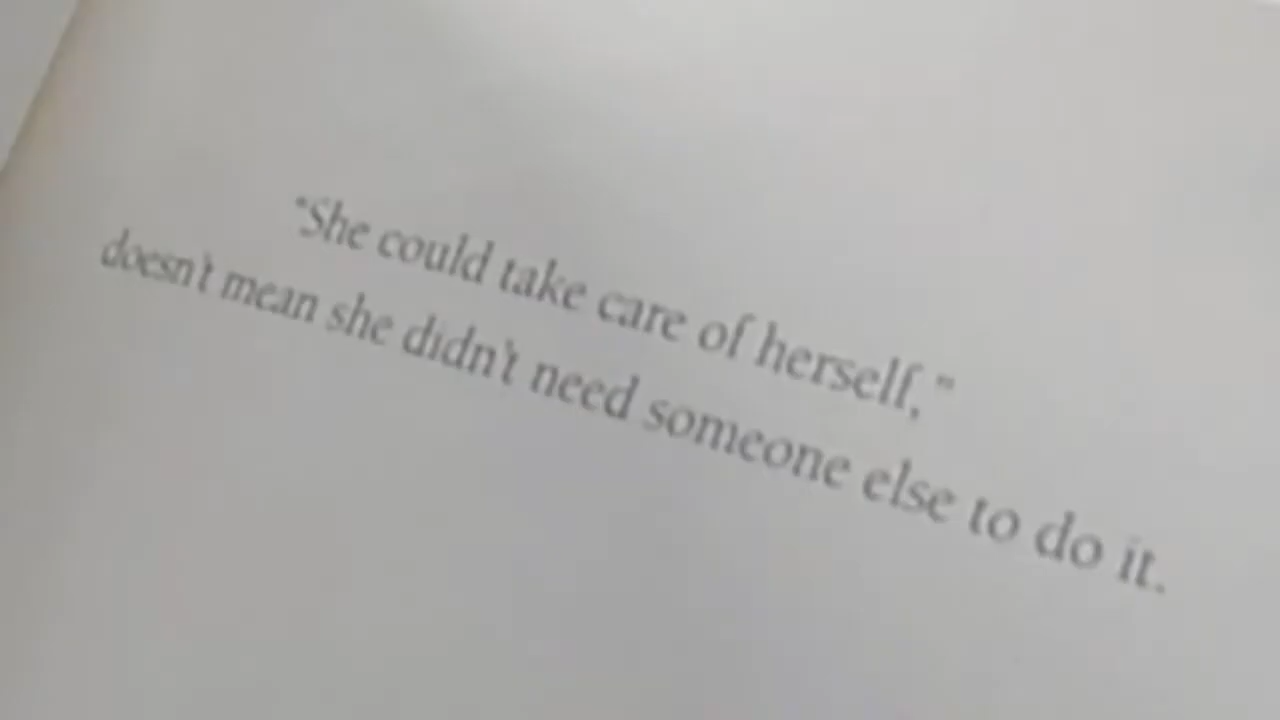 “She could take care of herself,”
doesn't mean she didn't need someone else to do it.